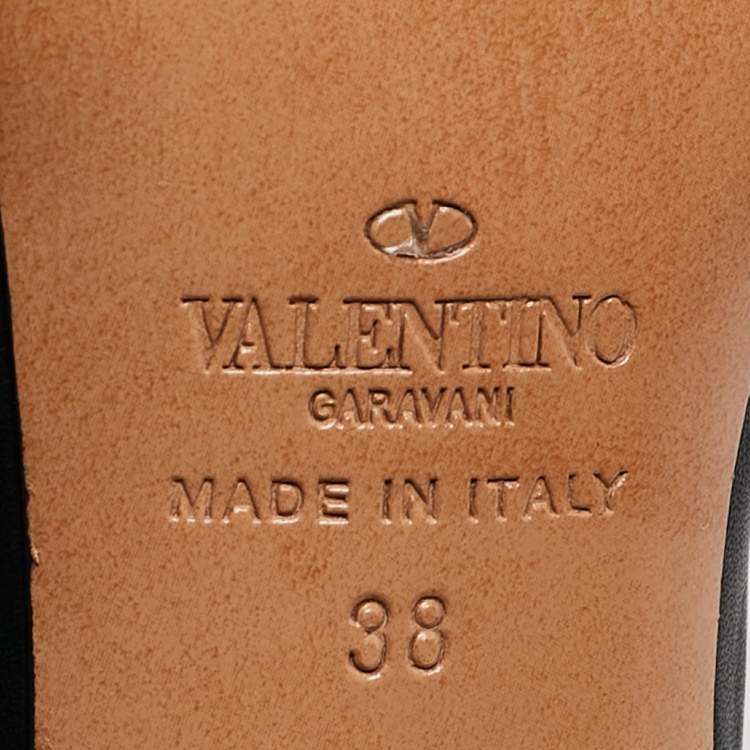 V
VALENTINO
GARAVANI
MADE IN ITALY
38